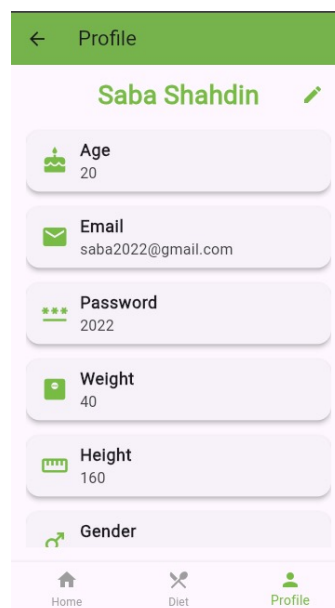 Profile
Saba Shahdin
Age
20
Email
saba2022@gmail.com
Password
2022
Weight
40
Height
160
Gender
Home Diet Profile